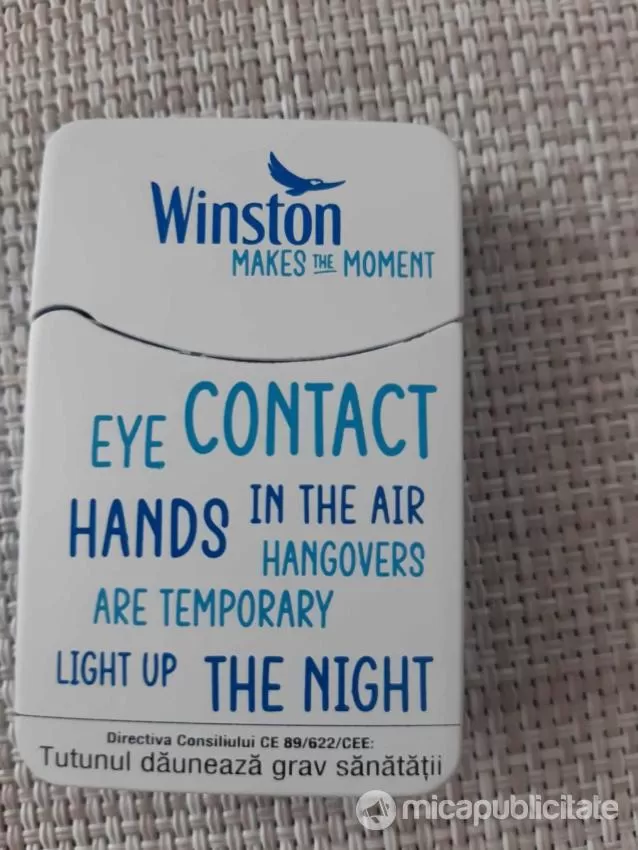 Winston
MAKES THE MOMENT
EYE CONTACT
HANDS IN THE AIR
HANGOVERS
ARE TEMPORARY
LIGHT UP THE NIGHT
Directiva Consiliului CE 89/622/CEE:
Tutunul dăunează grav sănătății
micapublicitate